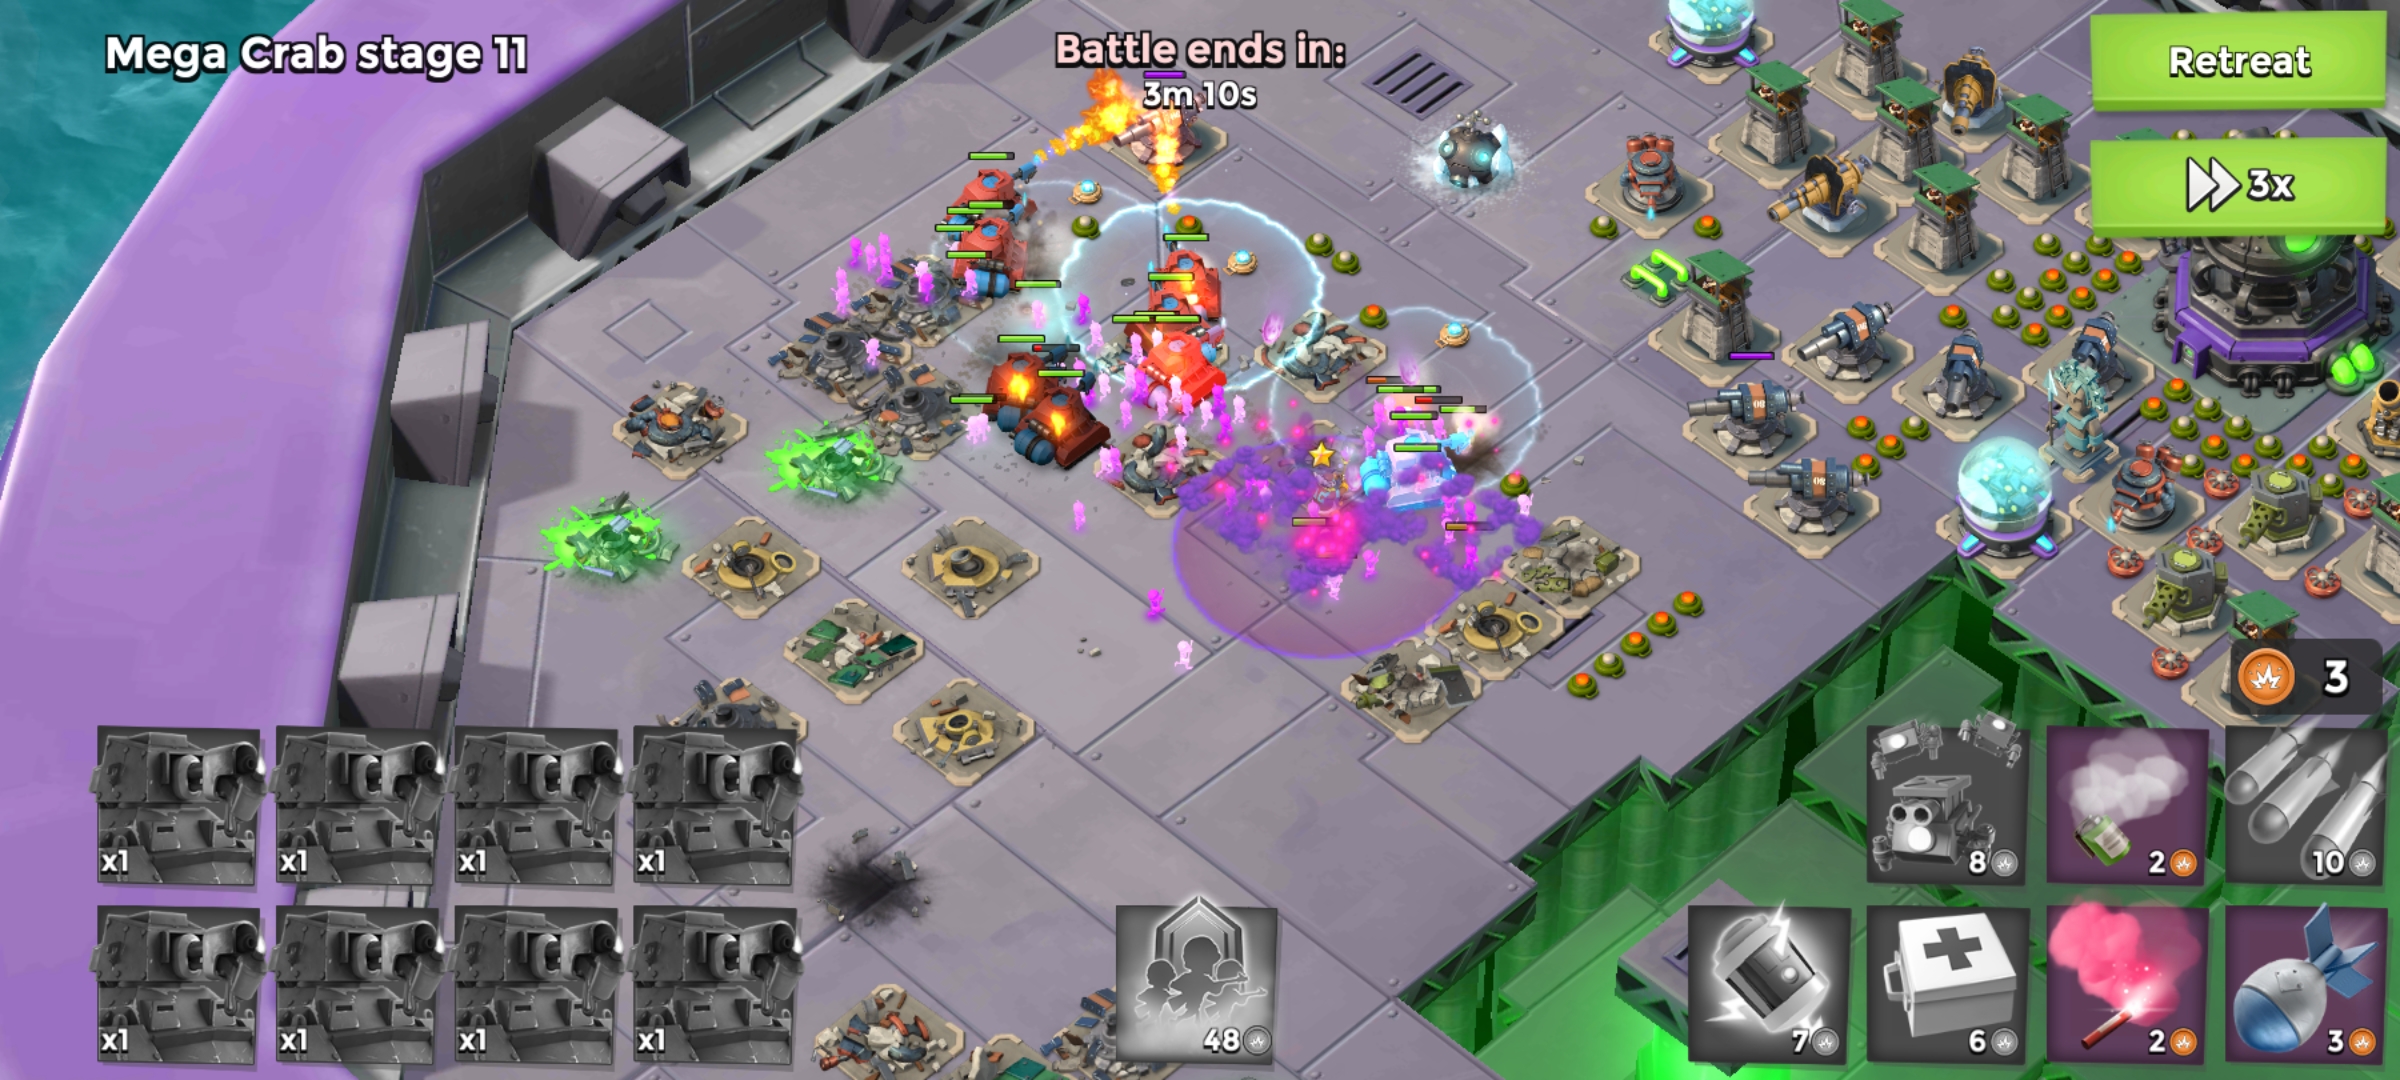 Mega Crab stage 11
Battle ends in:
3m 10s
Retreat
3x
3
8
2
10
x1
x1
x1
x1
x1
x1
x1
x1
48
7
6
2
3